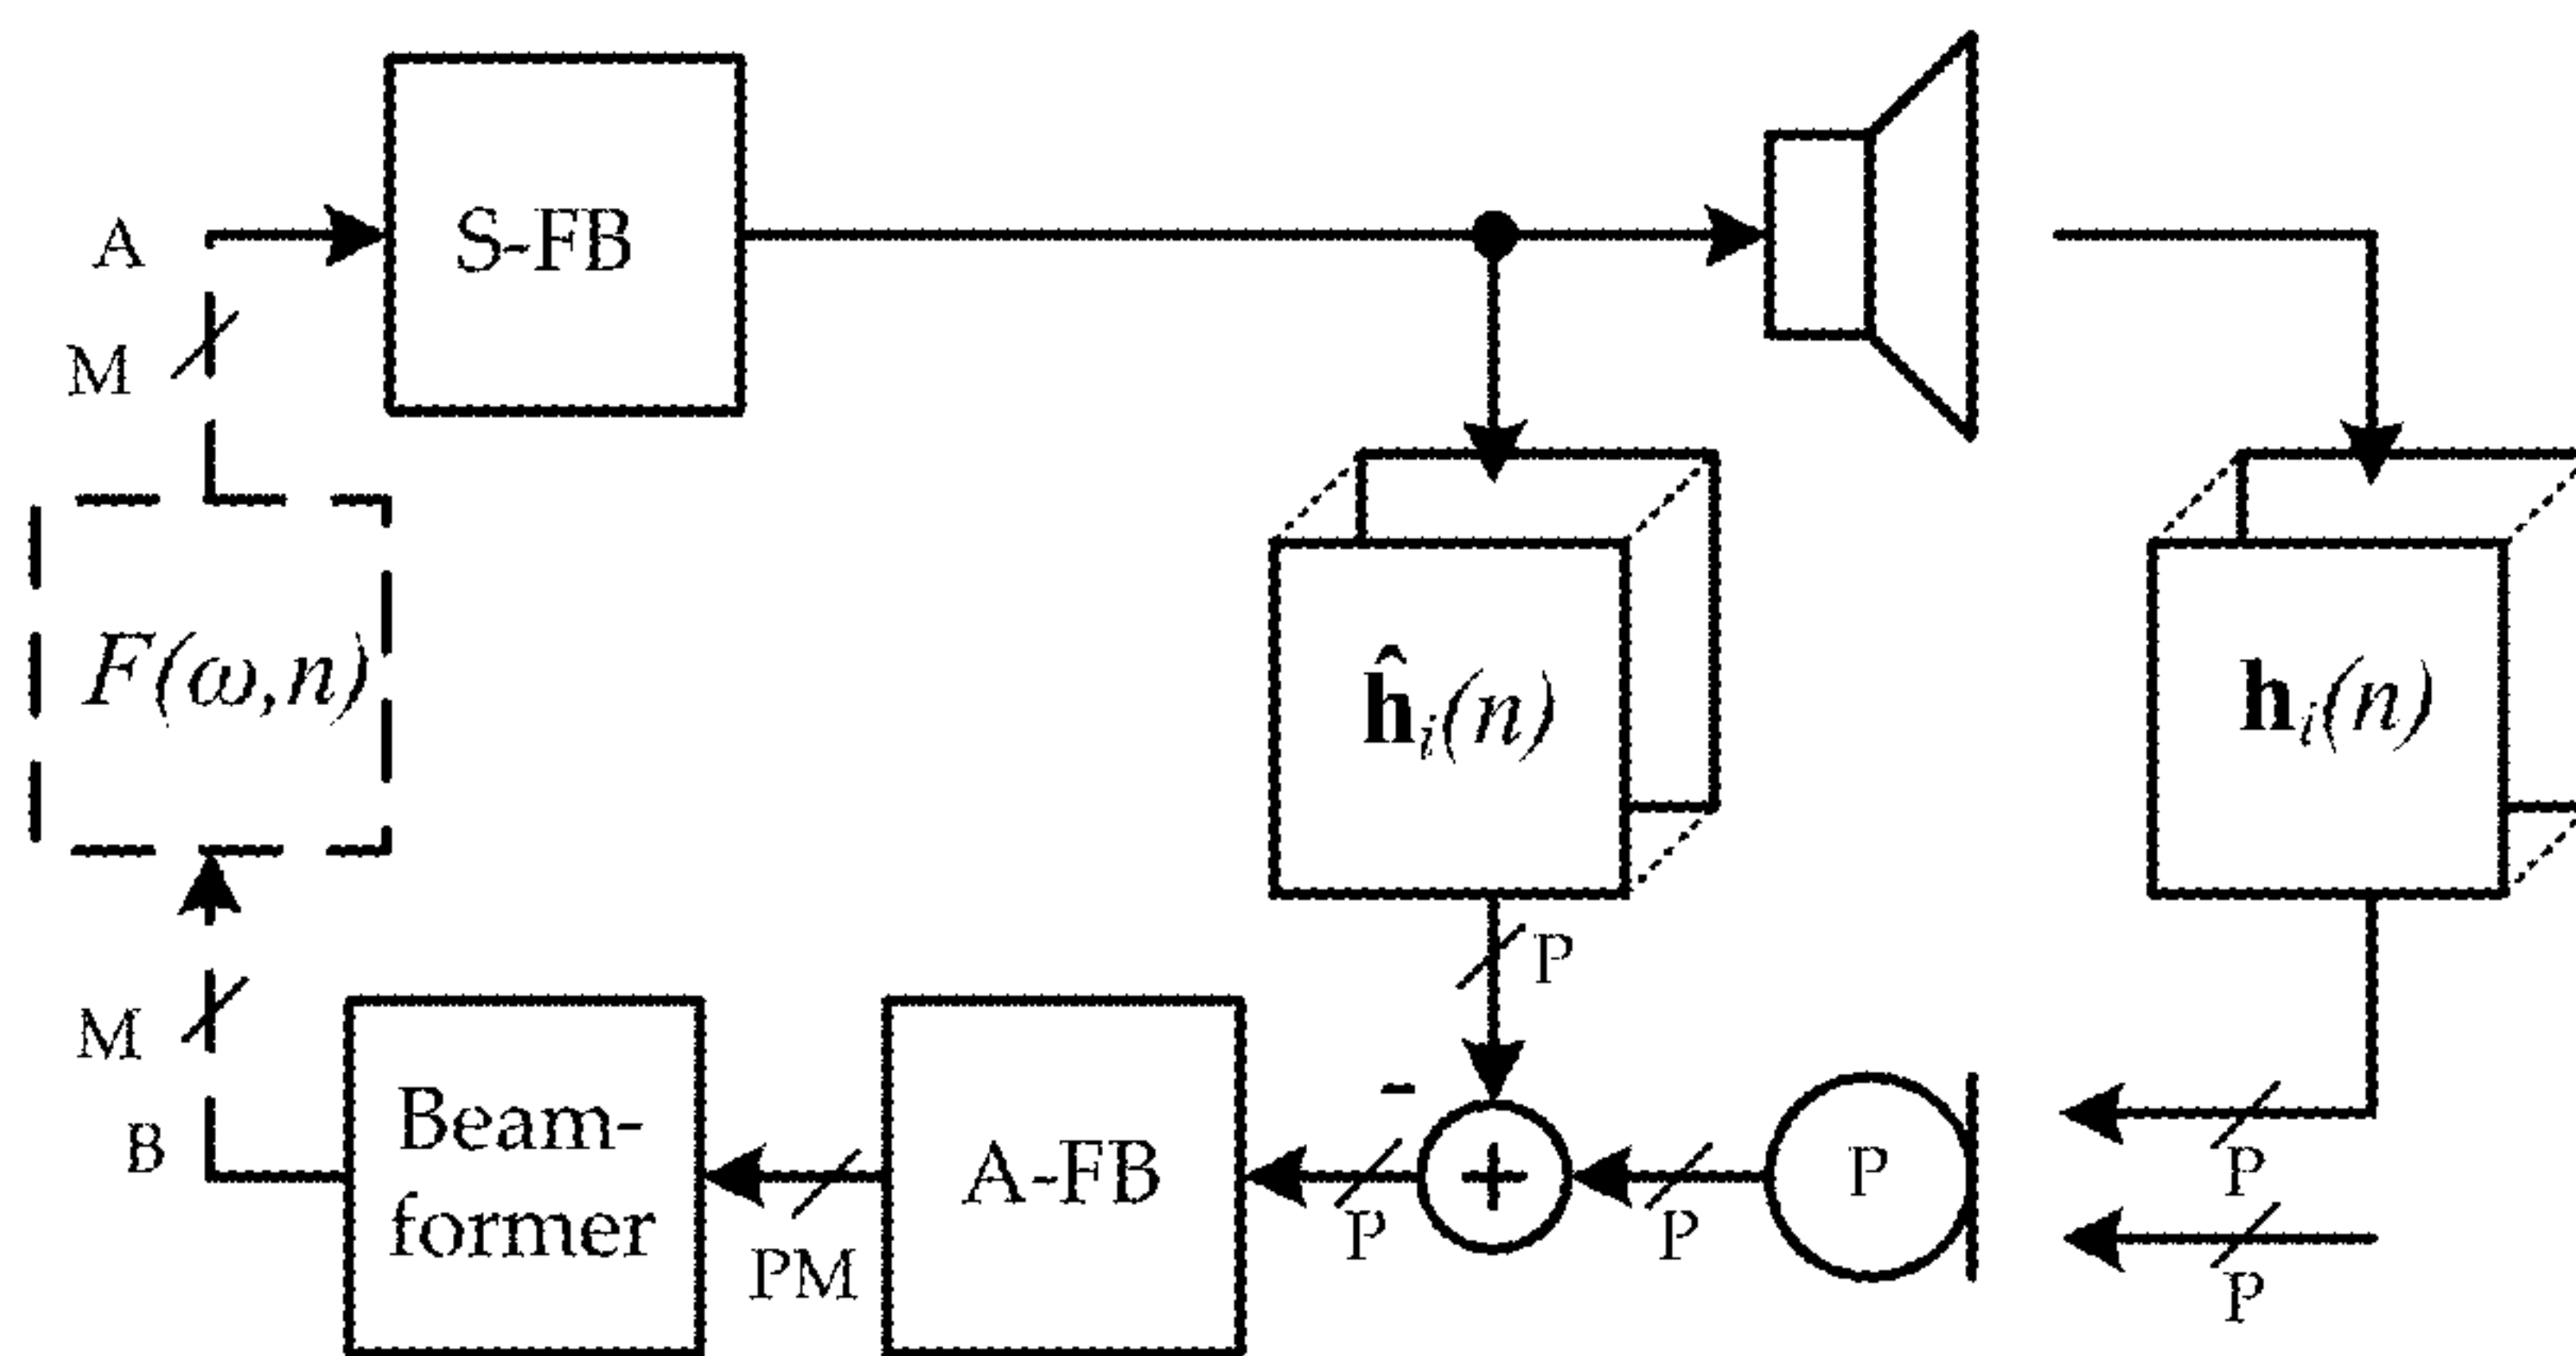 A
S-FB
M
F(ω,n)
ĥi(n)
hi(n)
P
M
B
Beam-
former
PM
A-FB
P
-
+
P
P
P
P